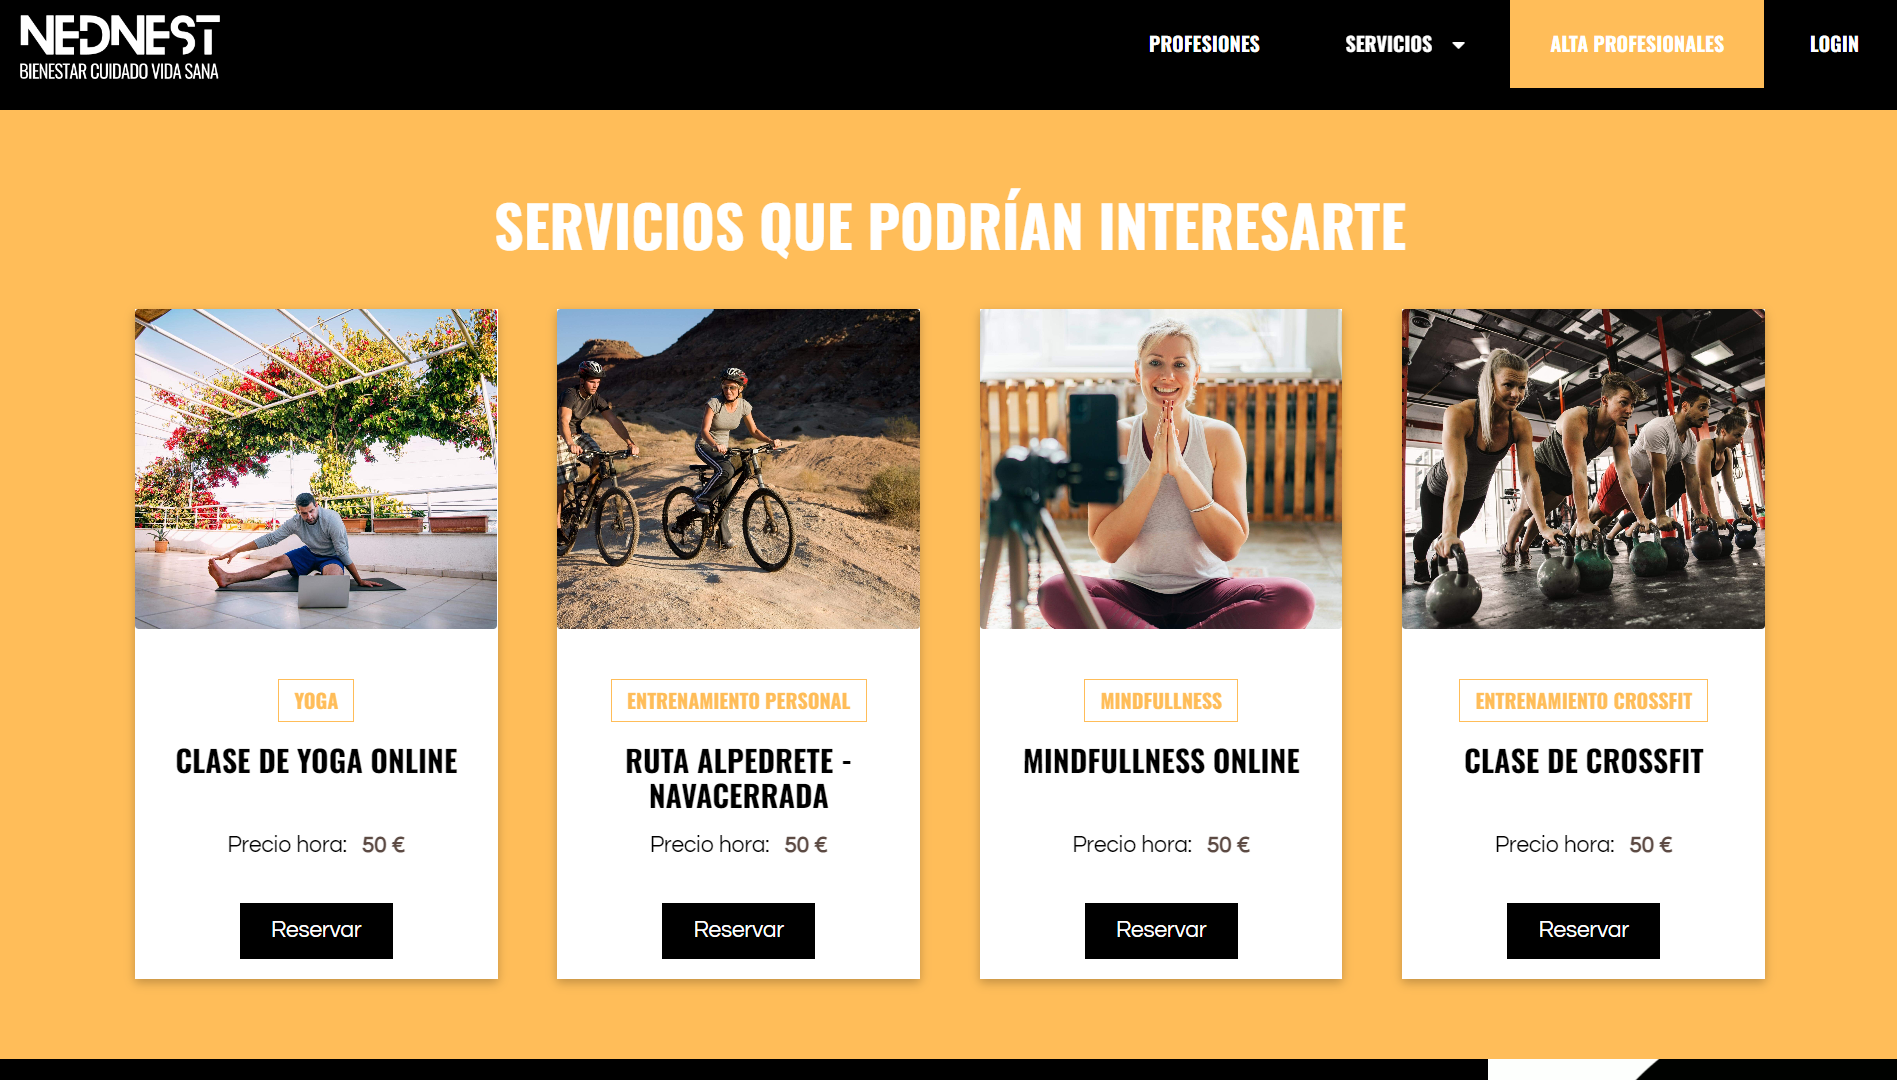 NEDNEST
BIENESTAR CUIDADO VIDA SANA
PROFESIONES
SERVICIOS
ALTA PROFESIONALES
LOGIN
SERVICIOS QUE PODRÍAN INTERESARTE
YOGA
CLASE DE YOGA ONLINE
Precio hora: 50 €
Reservar
ENTRENAMIENTO PERSONAL
RUTA ALPEDRETE -
NAVACERRADA
Precio hora: 50 €
Reservar
MINDFULLNESS
MINDFULLNESS ONLINE
Precio hora: 50 €
Reservar
ENTRENAMIENTO CROSSFIT
CLASE DE CROSSFIT
Precio hora: 50 €
Reservar